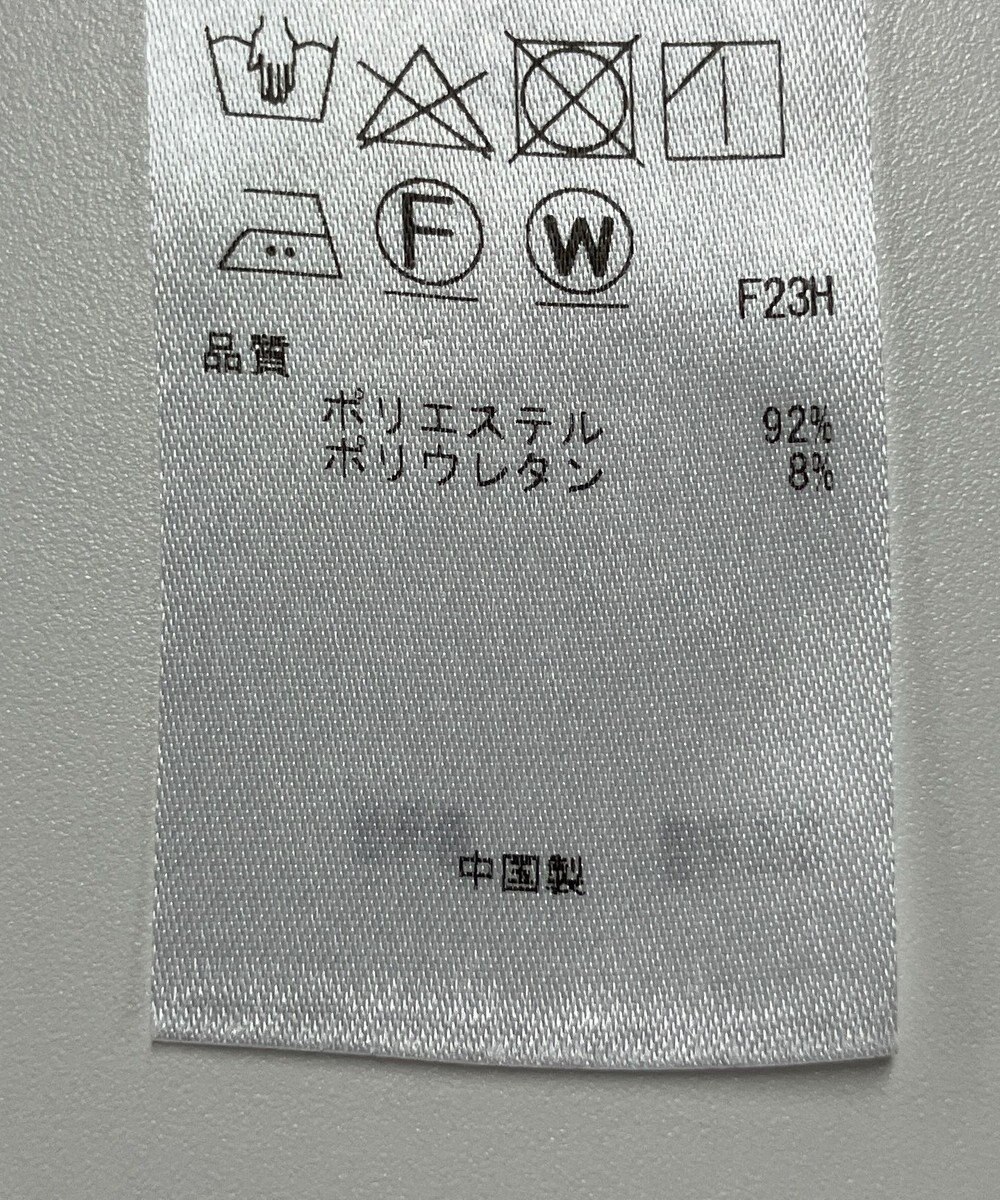 F W
F23H
品質
ポリエステル 92%
ポリウレタン 8%
中国製